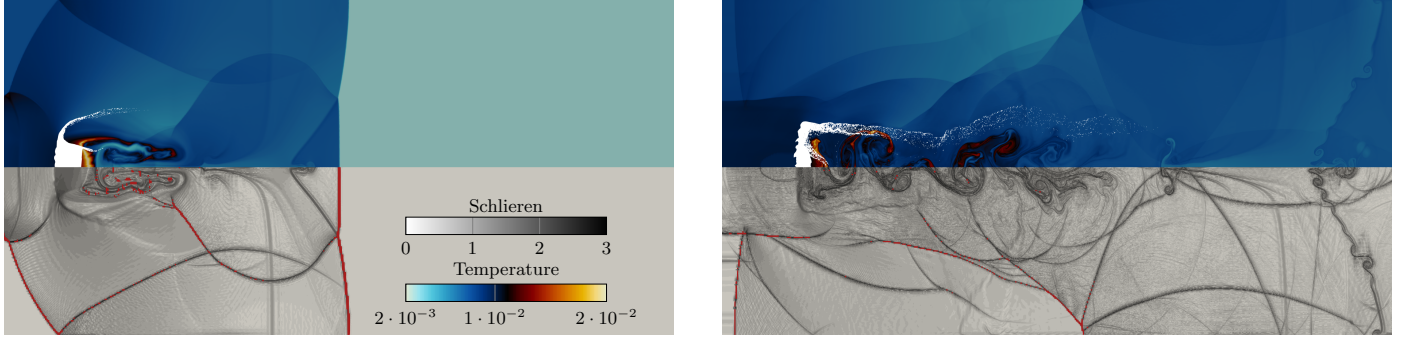 Schlieren
0 1 2 3
Temperature
2 · 10⁻³ 1 · 10⁻² 2 · 10⁻²